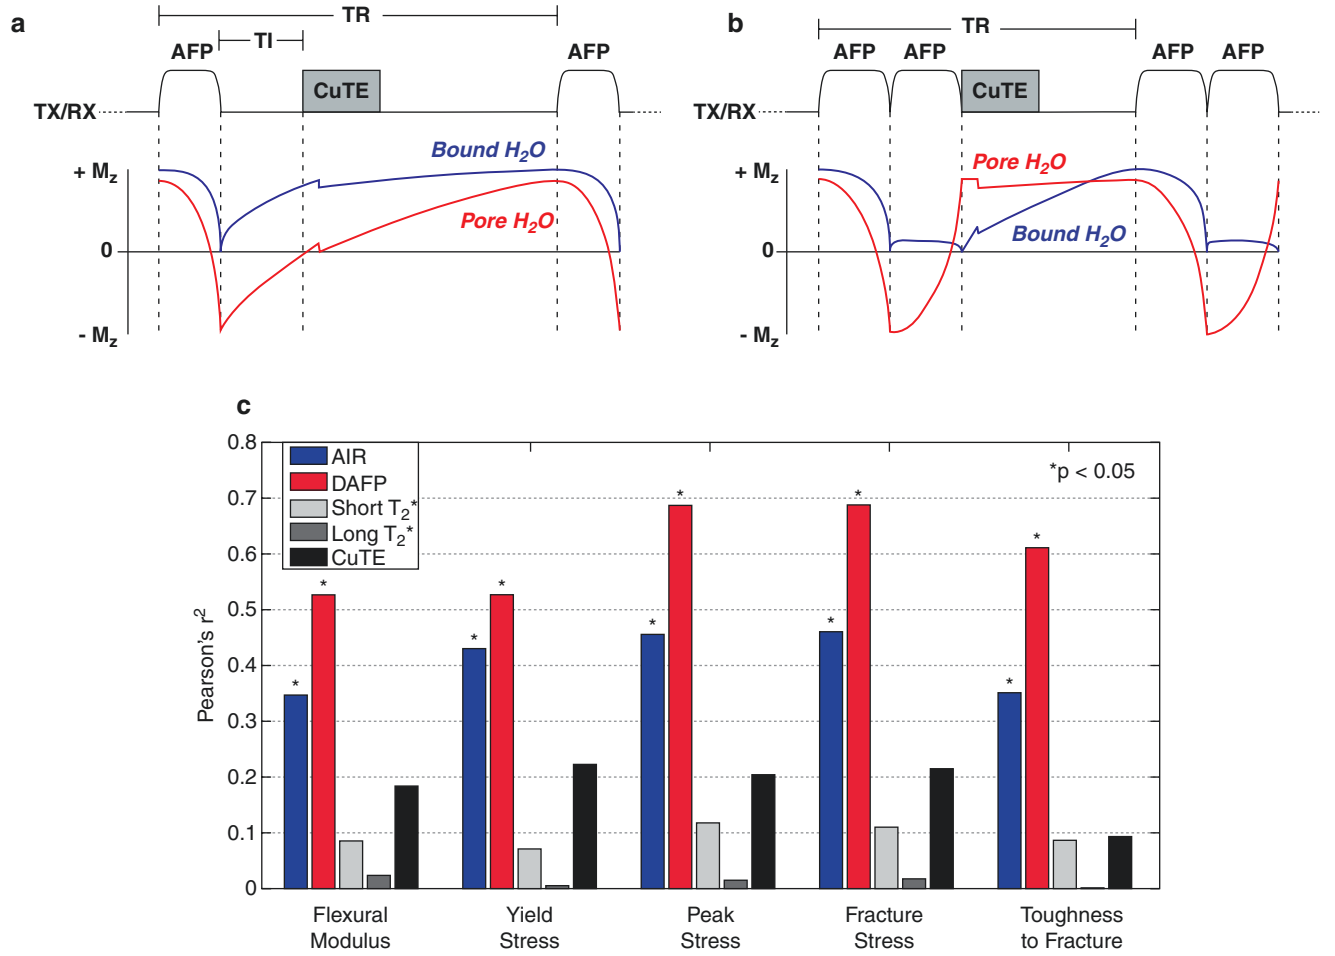 a
TR
TI
AFP
AFP
CuTE
TX/RX
Bound H₂O
+ Mz
Pore H₂O
0
- Mz
b
TR
AFP
AFP
AFP
AFP
CuTE
TX/RX
Pore H₂O
+ Mz
Bound H₂O
0
- Mz
c
0.8
0.7
0.6
0.5
0.4
0.3
0.2
0.1
0
Pearson's r²
AIR
DAFP
Short T₂*
Long T₂*
CuTE
*p < 0.05
* * * * * * * * * *
Flexural
Modulus
Yield
Stress
Peak
Stress
Fracture
Stress
Toughness
to Fracture